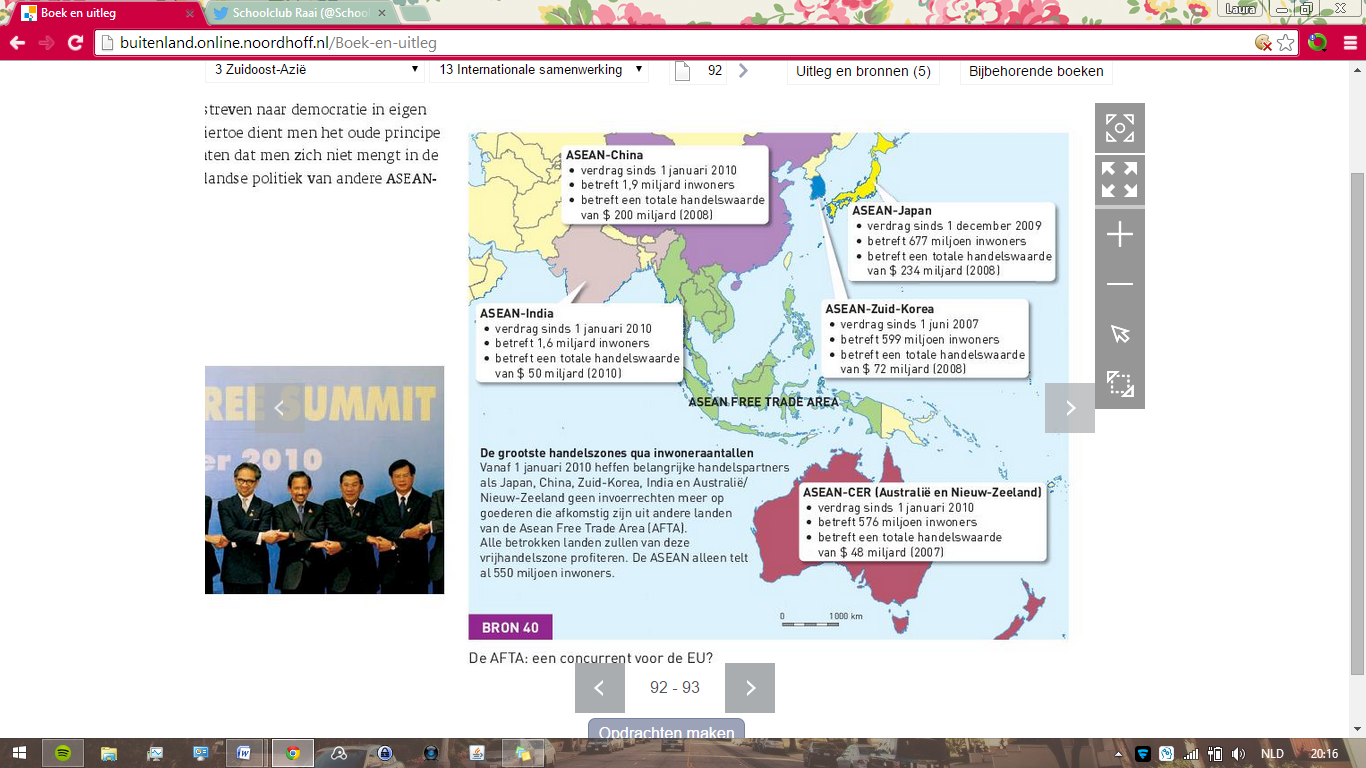 Boek en uitleg
Schoolclub Raai (@School
Laura
buitenland.online.noordhoff.nl/Boek-en-uitleg
3 Zuidoost-Azië
13 Internationale samenwerking
92
Uitleg en bronnen (5)
Bijbehorende boeken
streven naar democratie in eigen
iertoe dient men het oude principe
ten dat men zich niet mengt in de
landse politiek van andere ASEAN-
REE SUMMIT
er 2010
ASEAN-China
• verdrag sinds 1 januari 2010
• betreft 1,9 miljard inwoners
• betreft een totale handelswaarde
van $ 200 miljard (2008)
ASEAN-Japan
• verdrag sinds 1 december 2009
• betreft 677 miljoen inwoners
• betreft een totale handelswaarde
van $ 234 miljard (2008)
ASEAN-India
• verdrag sinds 1 januari 2010
• betreft 1,6 miljard inwoners
• betreft een totale handelswaarde
van $ 50 miljard (2010)
ASEAN-Zuid-Korea
• verdrag sinds 1 juni 2007
• betreft 599 miljoen inwoners
• betreft een totale handelswaarde
van $ 72 miljard (2008)
ASEAN FREE TRADE AREA
De grootste handelszones qua inwoneraantallen
Vanaf 1 januari 2010 heffen belangrijke handelspartners
als Japan, China, Zuid-Korea, India en Australië/
Nieuw-Zeeland geen invoerrechten meer op
goederen die afkomstig zijn uit andere landen
van de Asean Free Trade Area (AFTA).
Alle betrokken landen zullen van deze
vrijhandelszone profiteren. De ASEAN alleen telt
al 550 miljoen inwoners.
ASEAN-CER (Australië en Nieuw-Zeeland)
• verdrag sinds 1 januari 2010
• betreft 576 miljoen inwoners
• betreft een totale handelswaarde
van $ 48 miljard (2007)
0 1000 km
BRON 40
De AFTA: een concurrent voor de EU?
92 - 93
Opdrachten maken
NLD
20:16